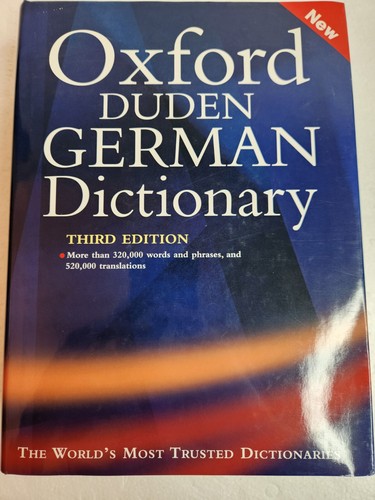 New
Oxford
DUDEN
GERMAN
Dictionary
THIRD EDITION
More than 320,000 words and phrases, and
520,000 translations
THE WORLD'S MOST TRUSTED DICTIONARIES